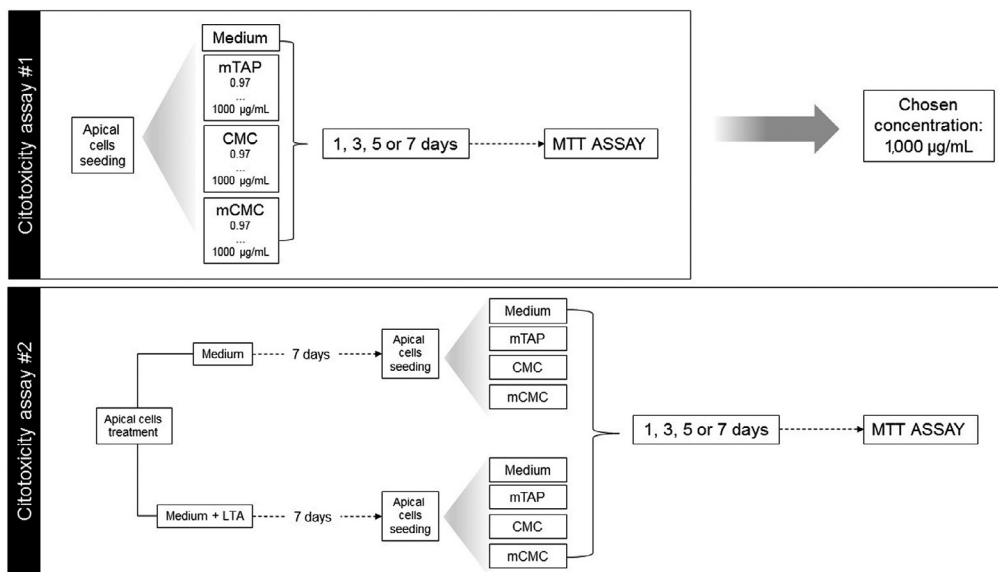 Citotoxicity assay #1
Apical
cells
seeding
Medium
mTAP
0.97
...
1000 µg/mL
CMC
0.97
...
1000 µg/mL
mCMC
0.97
...
1000 µg/mL
1, 3, 5 or 7 days
MTT ASSAY
Chosen
concentration:
1,000 µg/mL
Citotoxicity assay #2
Apical cells
treatment
Medium
7 days
Apical
cells
seeding
Medium
mTAP
CMC
mCMC
Medium + LTA
7 days
Apical
cells
seeding
Medium
mTAP
CMC
mCMC
1, 3, 5 or 7 days
MTT ASSAY